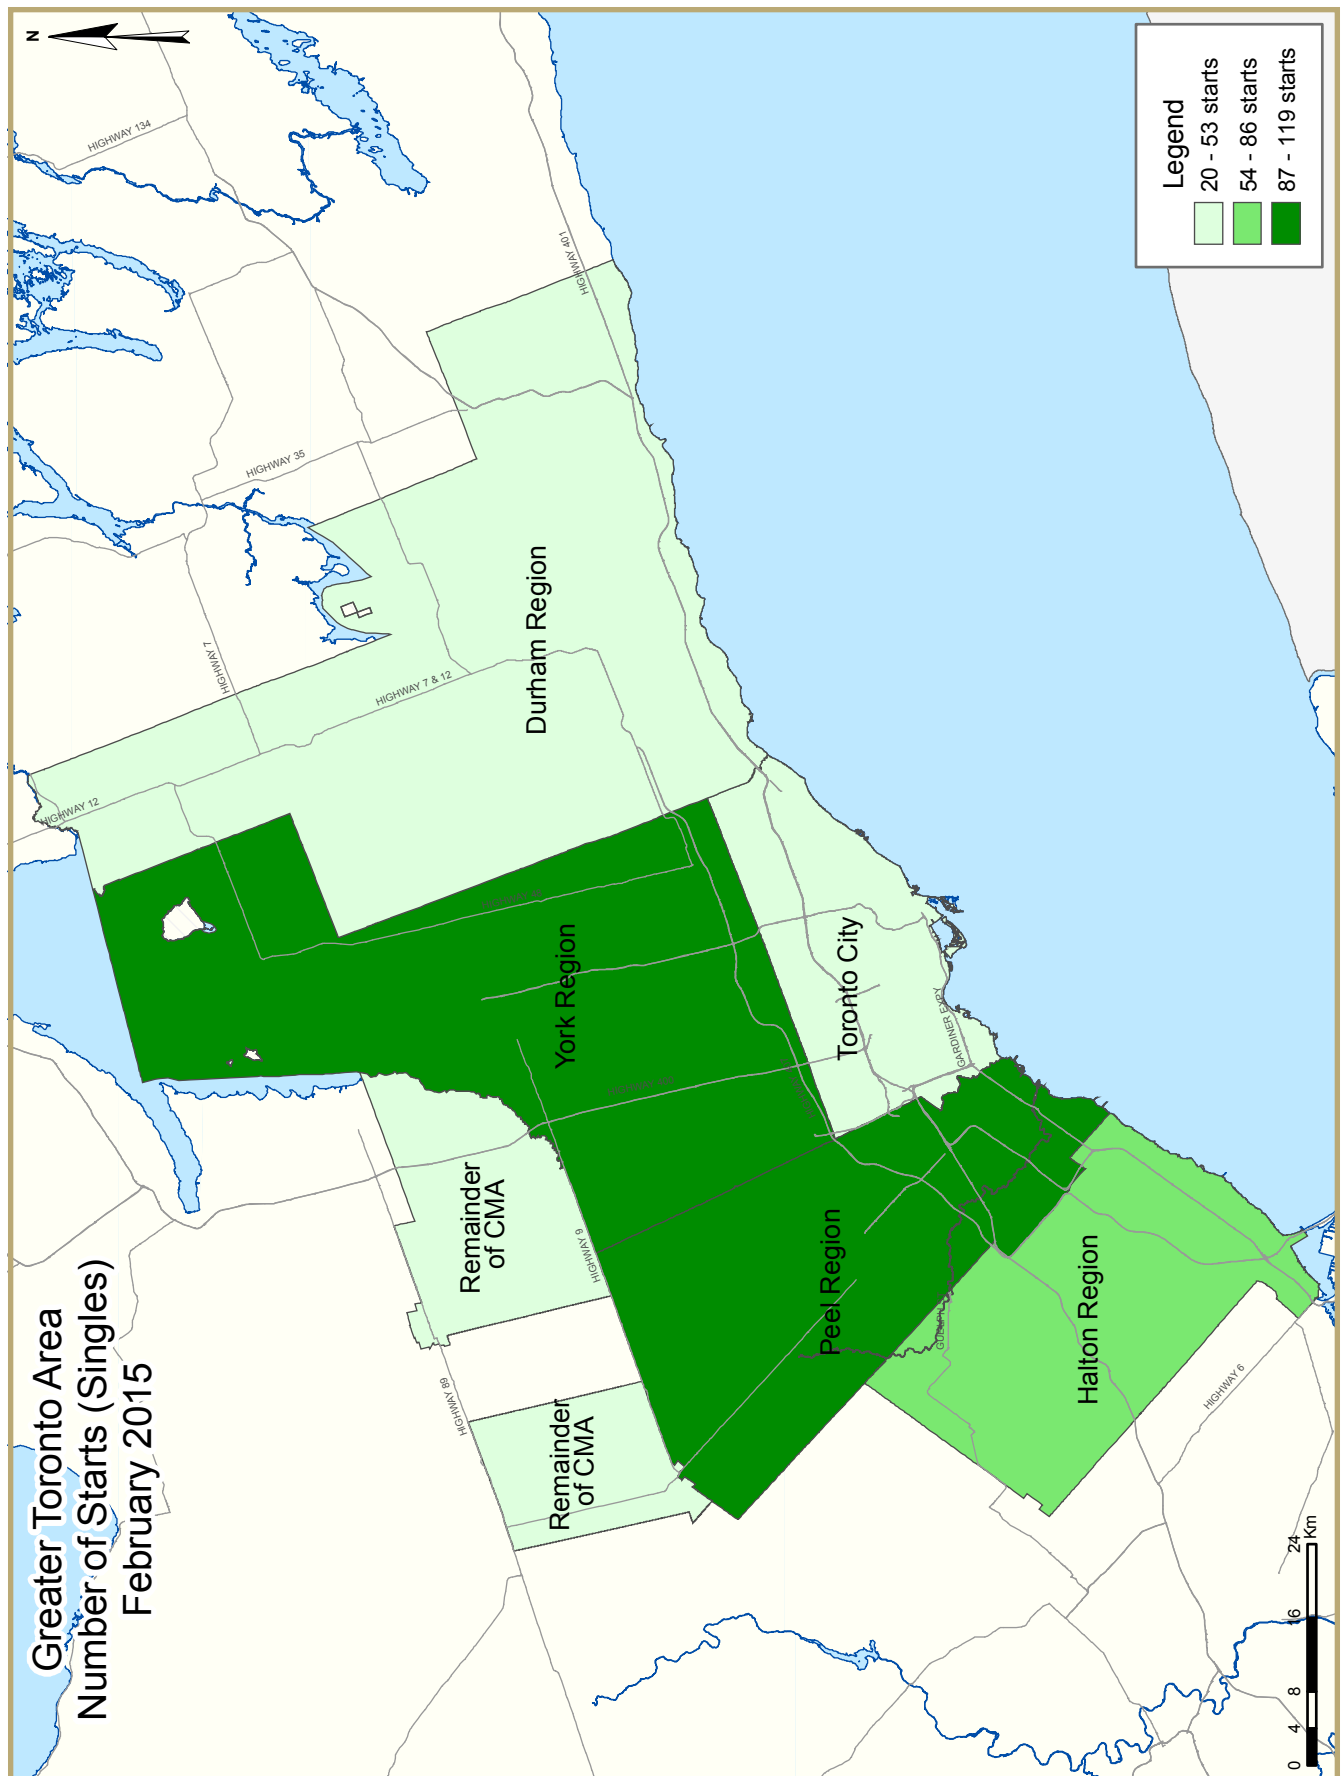 Greater Toronto Area
Number of Starts (Singles)
February 2015
N
HIGHWAY 134
HIGHWAY 35
HIGHWAY 401
HIGHWAY 7
HIGHWAY 7 & 12
HIGHWAY 12
Durham Region
York Region
Toronto City
GARDINER EXPY
Remainder
of CMA
HIGHWAY 9
HIGHWAY 89
Remainder
of CMA
Peel Region
Halton Region
HIGHWAY 6
Legend
20 - 53 starts
54 - 86 starts
87 - 119 starts
0 4 8 16 24
Km